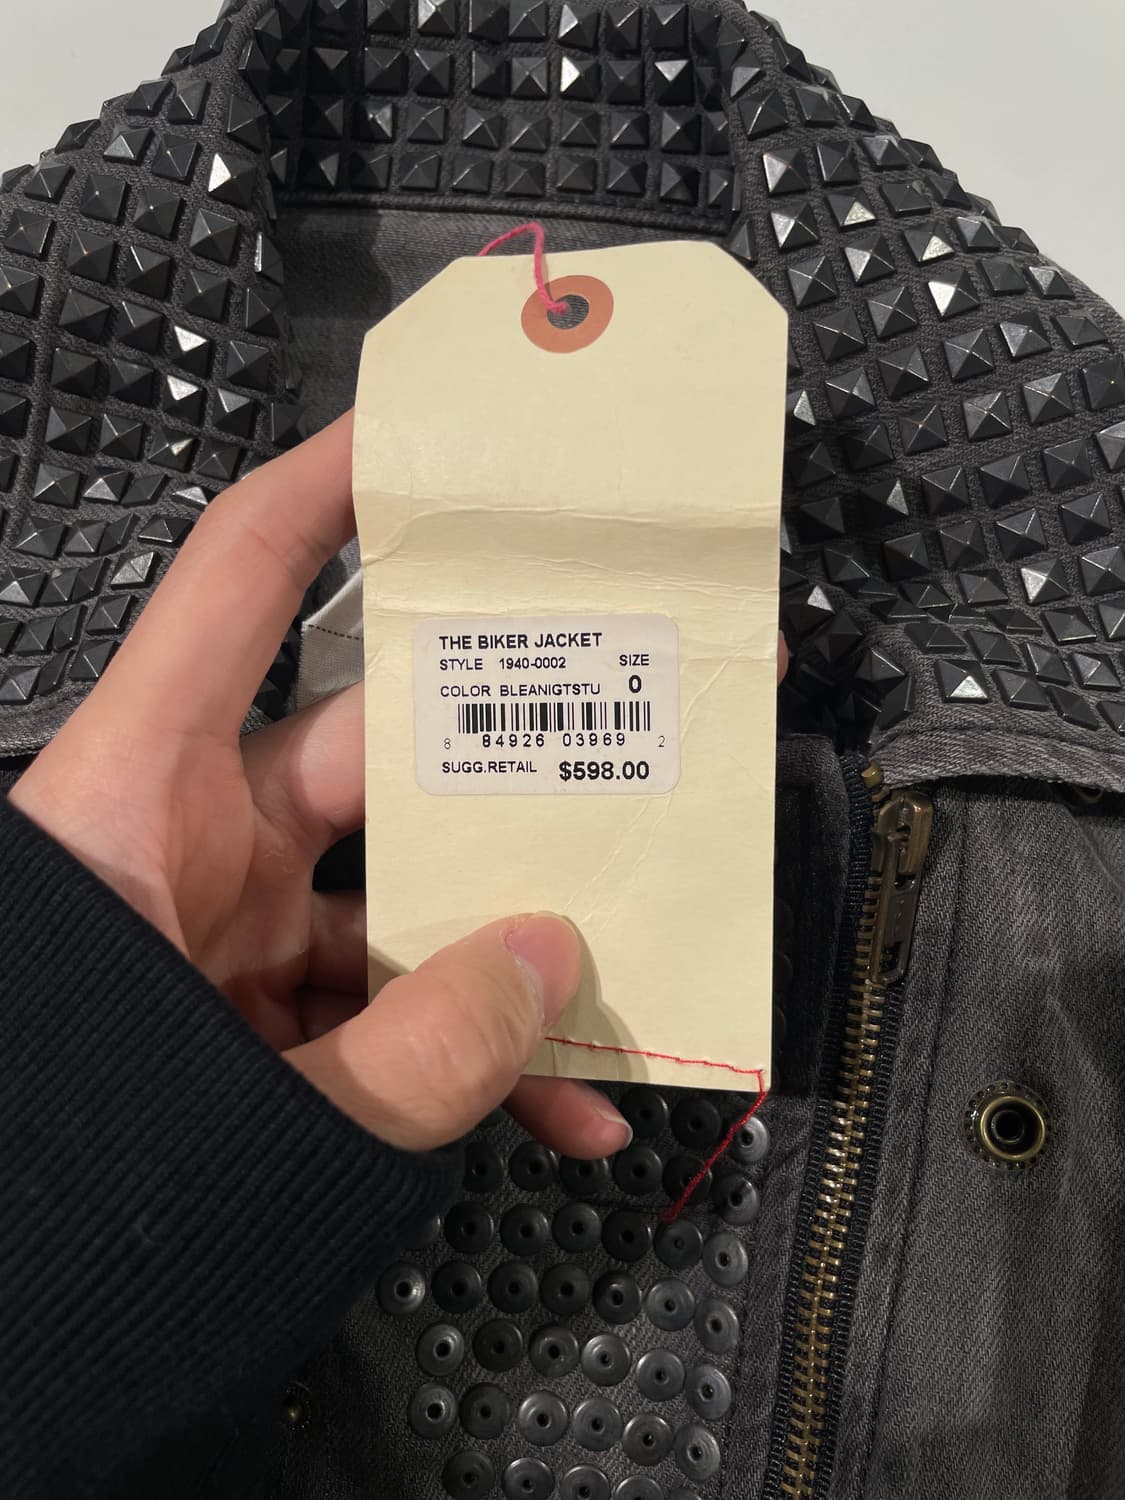 THE BIKER JACKET
STYLE 1940-0002 SIZE
COLOR BLEANIGTSTU 0
8 84926 03969 2
SUGG.RETAIL $598.00